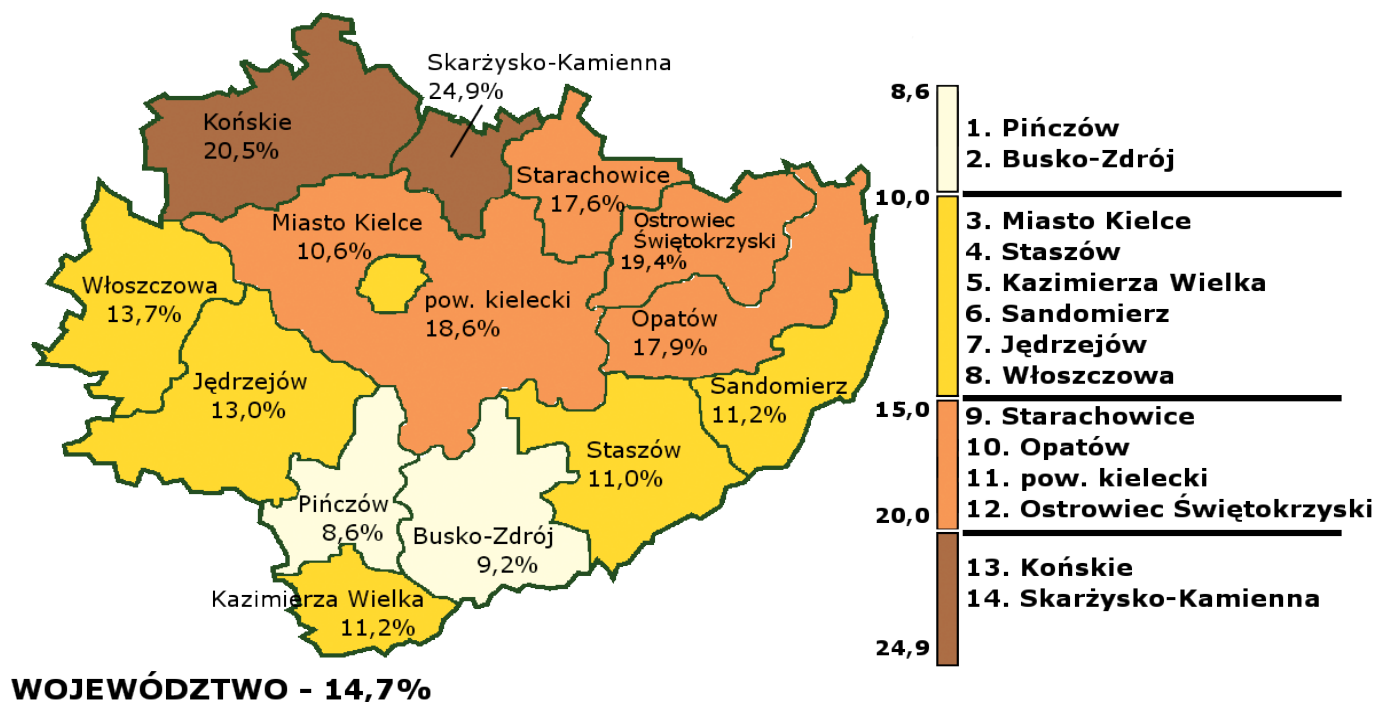 Skarżysko-Kamienna
24,9%
Końskie
20,5%
Starachowice
17,6%
Miasto Kielce
10,6%
Ostrowiec
Świętokrzyski
19,4%
Włoszczowa
13,7%
pow. kielecki
18,6%
Opatów
17,9%
Jędrzejów
13,0%
Sandomierz
11,2%
Staszów
11,0%
Pińczów
8,6%
Busko-Zdrój
9,2%
Kazimierza Wielka
11,2%
WOJEWÓDZTWO - 14,7%
8,6
1. Pińczów
2. Busko-Zdrój
10,0
3. Miasto Kielce
4. Staszów
5. Kazimierza Wielka
6. Sandomierz
7. Jędrzejów
8. Włoszczowa
15,0
9. Starachowice
10. Opatów
11. pow. kielecki
12. Ostrowiec Świętokrzyski
20,0
13. Końskie
14. Skarżysko-Kamienna
24,9